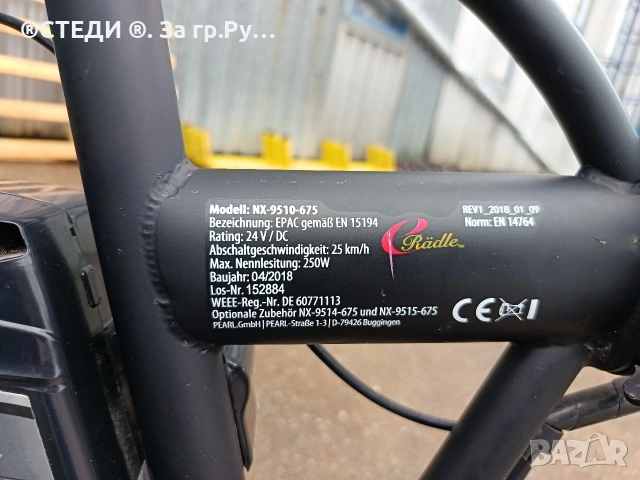 ®СТЕДИ ®. За гр.Ру...
Modell: NX-9510-675
Bezeichnung: EPAC gemäß EN 15194
Rating: 24 V / DC
Abschaltgeschwindigkeit: 25 km/h
Max. Nennlesitung: 250W
Baujahr: 04/2018
Los-Nr. 152884
WEEE-Reg.-Nr. DE 60771113
Optionale Zubehör NX-9514-675 und NX-9515-675
PEARL.GmbH | PEARL-Straße 1-3 | D-79426 Buggingen
Rädle
REV1_2018_01_09
Norm: EN 14764
CE
BAZAR